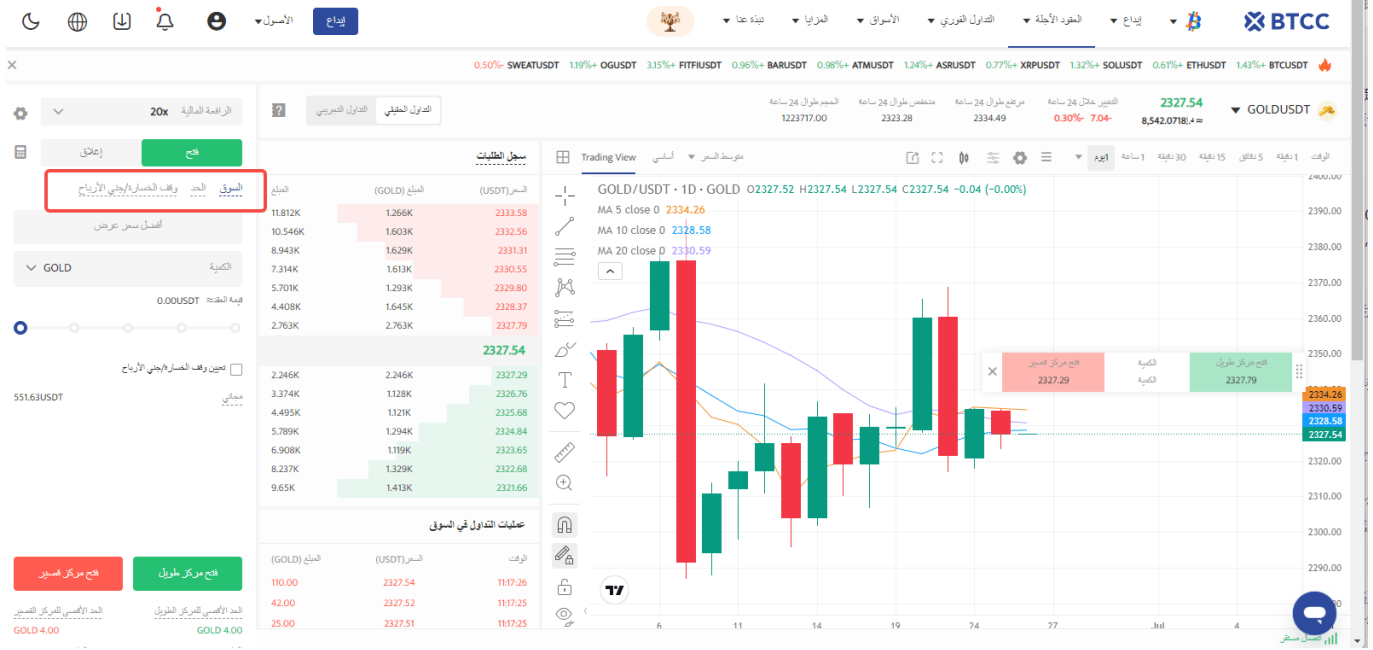 BTCC
إيداع
العقود الآجلة
التداول الفوري
الأسواق
المزايا
نبذة عنا
إيداع
الأصول
BTCUSDT +1.43% ETHUSDT +0.61% SOLUSDT +1.32% XRPUSDT +0.77% ASRUSDT +1.24% ATMUSDT +0.98% BARUSDT +0.96% FITFIUSDT +3.15% OGUSDT +1.19% SWEATUSDT -0.50%
GOLDUSDT
2327.54
التغيير خلال 24 ساعة
-7.04 -0.30%
مرتفع طوال 24 ساعة
2334.49
منخفض طوال 24 ساعة
2323.28
الحجم طوال 24 ساعة
1223717.00
التداول الحقيقي
التداول التجريبي
الرافعة المالية 20x
فتح
إغلاق
السوق
الحد
وقف الخسارة/جني الأرباح
أفضل سعر عرض
الكمية
GOLD
قيمة العقد≈ 0.00USDT
تعيين وقف الخسارة/جني الأرباح
مجاني
551.63USDT
فتح مركز طويل
فتح مركز قصير
الحد الأقصى للمركز الطويل
GOLD 4.00
الحد الأقصى للمركز القصير
GOLD 4.00
سجل الطلبات
السعر(USDT) المبلغ (GOLD) المبلغ
2333.58 1.266K 11.812K
2332.56 1.603K 10.546K
2331.31 1.629K 8.943K
2330.55 1.613K 7.314K
2329.80 1.293K 5.701K
2328.37 1.645K 4.408K
2327.79 2.763K 2.763K
2327.54
2327.29 2.246K 2.246K
2326.76 1.128K 3.374K
2325.68 1.121K 4.495K
2324.84 1.294K 5.789K
2323.65 1.119K 6.908K
2322.68 1.329K 8.237K
2321.66 1.413K 9.65K
عمليات التداول في السوق
الوقت السعر(USDT) المبلغ (GOLD)
11:17:26 2327.54 110.00
11:17:25 2327.52 42.00
11:17:25 2327.51 25.00
Trading View
أساسي
متوسط السعر
الوقت
1 دقيقة
5 دقائق
15 دقيقة
30 دقيقة
1 ساعة
1يوم
GOLD/USDT · 1D · GOLD O2327.52 H2327.54 L2327.54 C2327.54 −0.04 (−0.00%)
MA 5 close 0 2334.26
MA 10 close 0 2328.58
MA 20 close 0 2330.59
فتح مركز طويل
2327.79
الكمية
الكمية
فتح مركز قصير
2327.29
2400.00
2390.00
2380.00
2370.00
2360.00
2350.00
2334.26
2330.59
2328.58
2327.54
2320.00
2310.00
2300.00
2290.00
6 11 14 19 24 27 Jul 4
اتصال مستقر